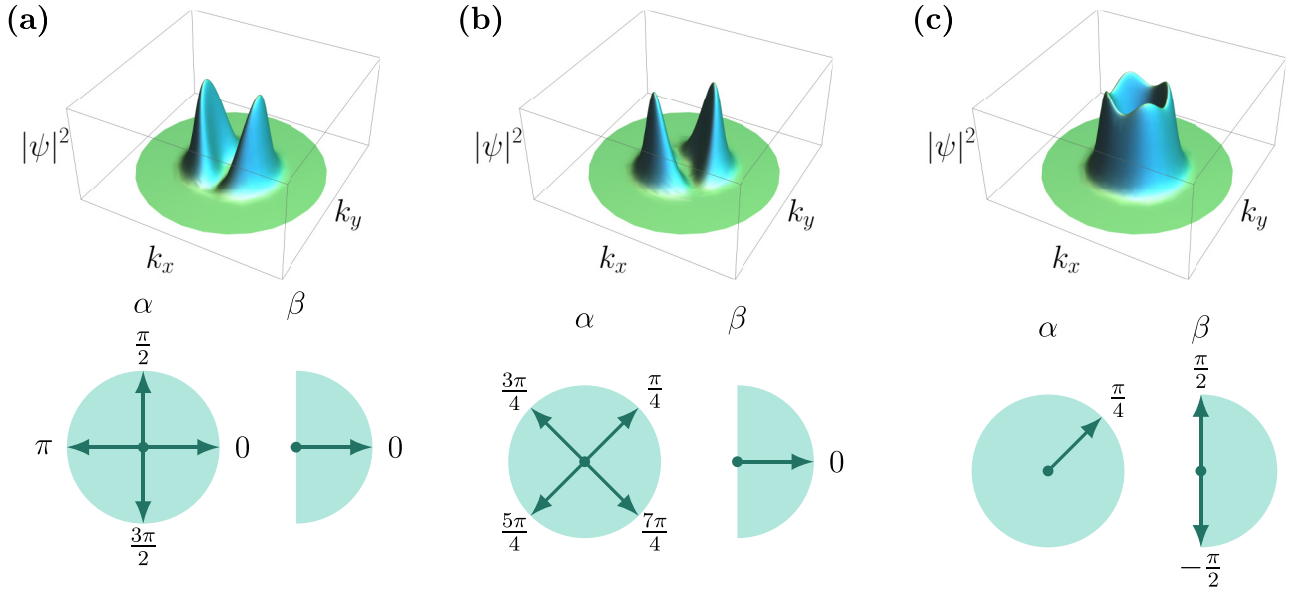 (a)
|ψ|²
k_x
k_y
α
β
π/2
π
0
3π/2
0
(b)
|ψ|²
k_x
k_y
α
β
3π/4
π/4
5π/4
7π/4
0
(c)
|ψ|²
k_x
k_y
α
β
π/4
π/2
−π/2